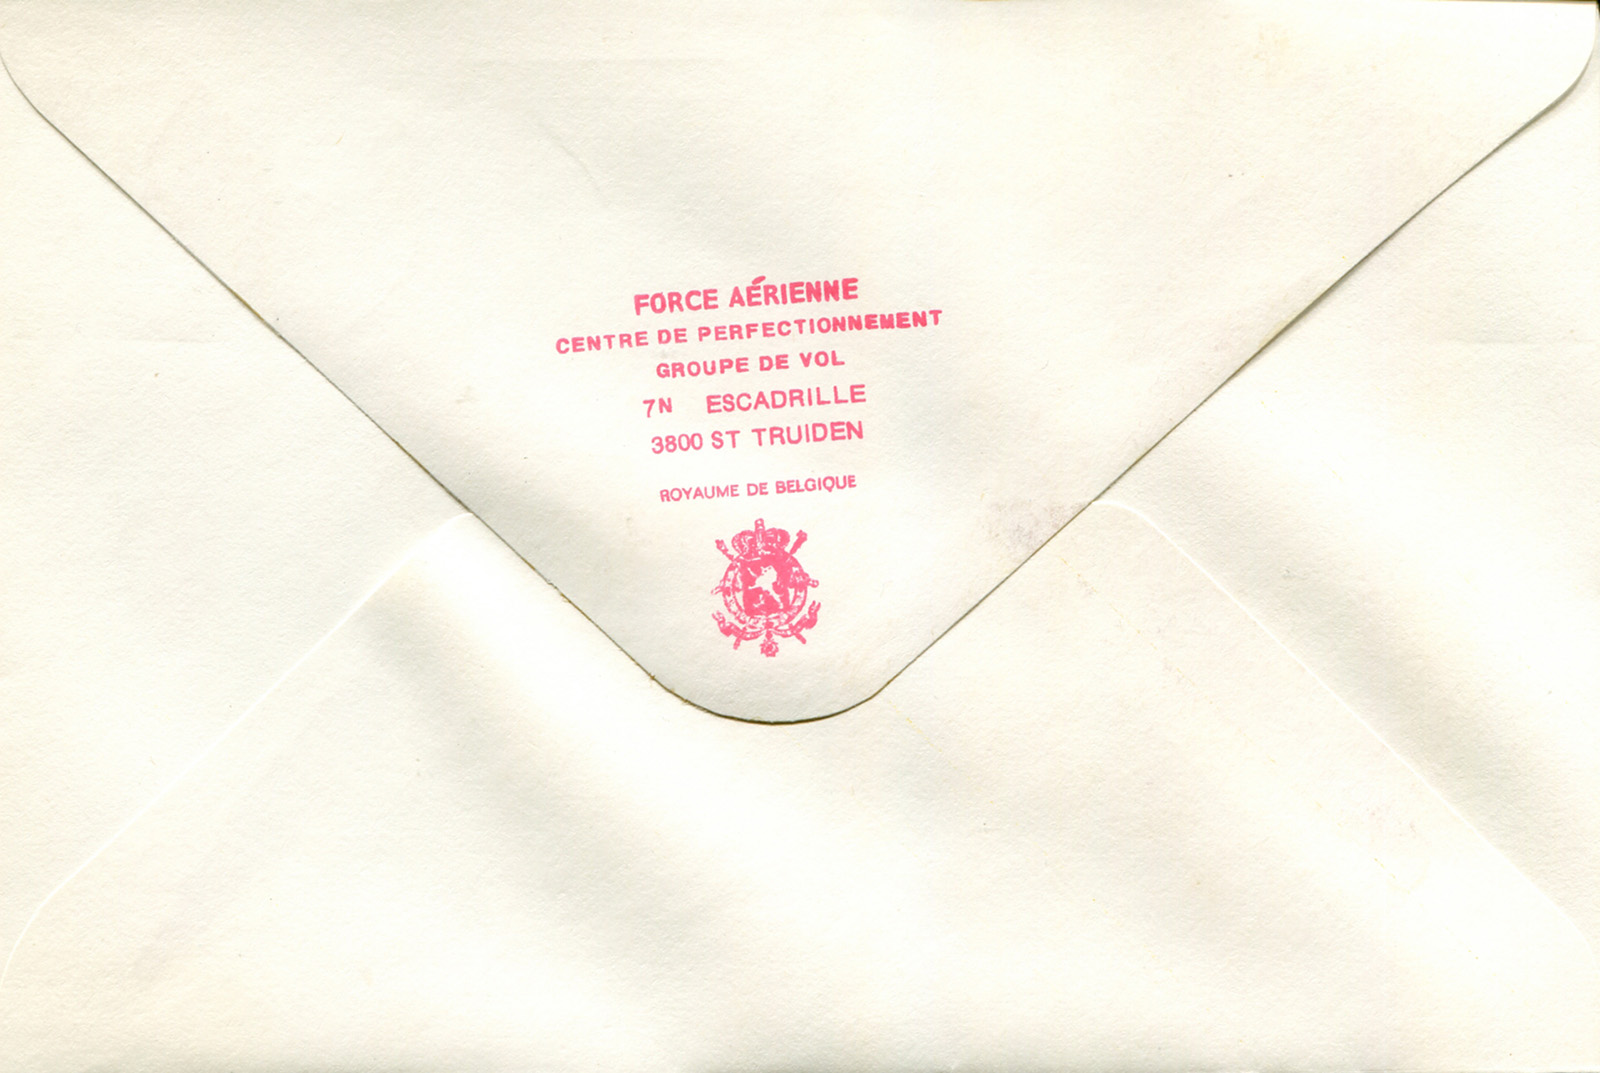 FORCE AÉRIENNE
CENTRE DE PERFECTIONNEMENT
GROUPE DE VOL
7N ESCADRILLE
3800 ST TRUIDEN
ROYAUME DE BELGIQUE